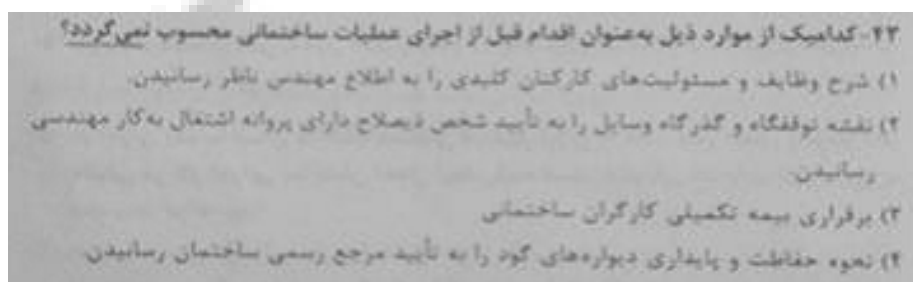 ۲۳- کدامیک از موارد ذیل به‌عنوان اقدام قبل از اجرای عملیات ساختمانی محسوب نمی‌گردد؟
۱) شرح وظایف و مسئولیت‌های کارکنان کلیدی را به اطلاع مهندس ناظر رسانیدن.
۲) نقشه توقفگاه و گذرگاه وسایل را به تأیید شخص ذیصلاح دارای پروانه اشتغال به‌کار مهندسی
رسانیدن.
۳) برقراری بیمه تکمیلی کارگران ساختمانی
۴) نحوه حفاظت و پایداری دیواره‌های گود را به تأیید مرجع رسمی ساختمان رسانیدن.